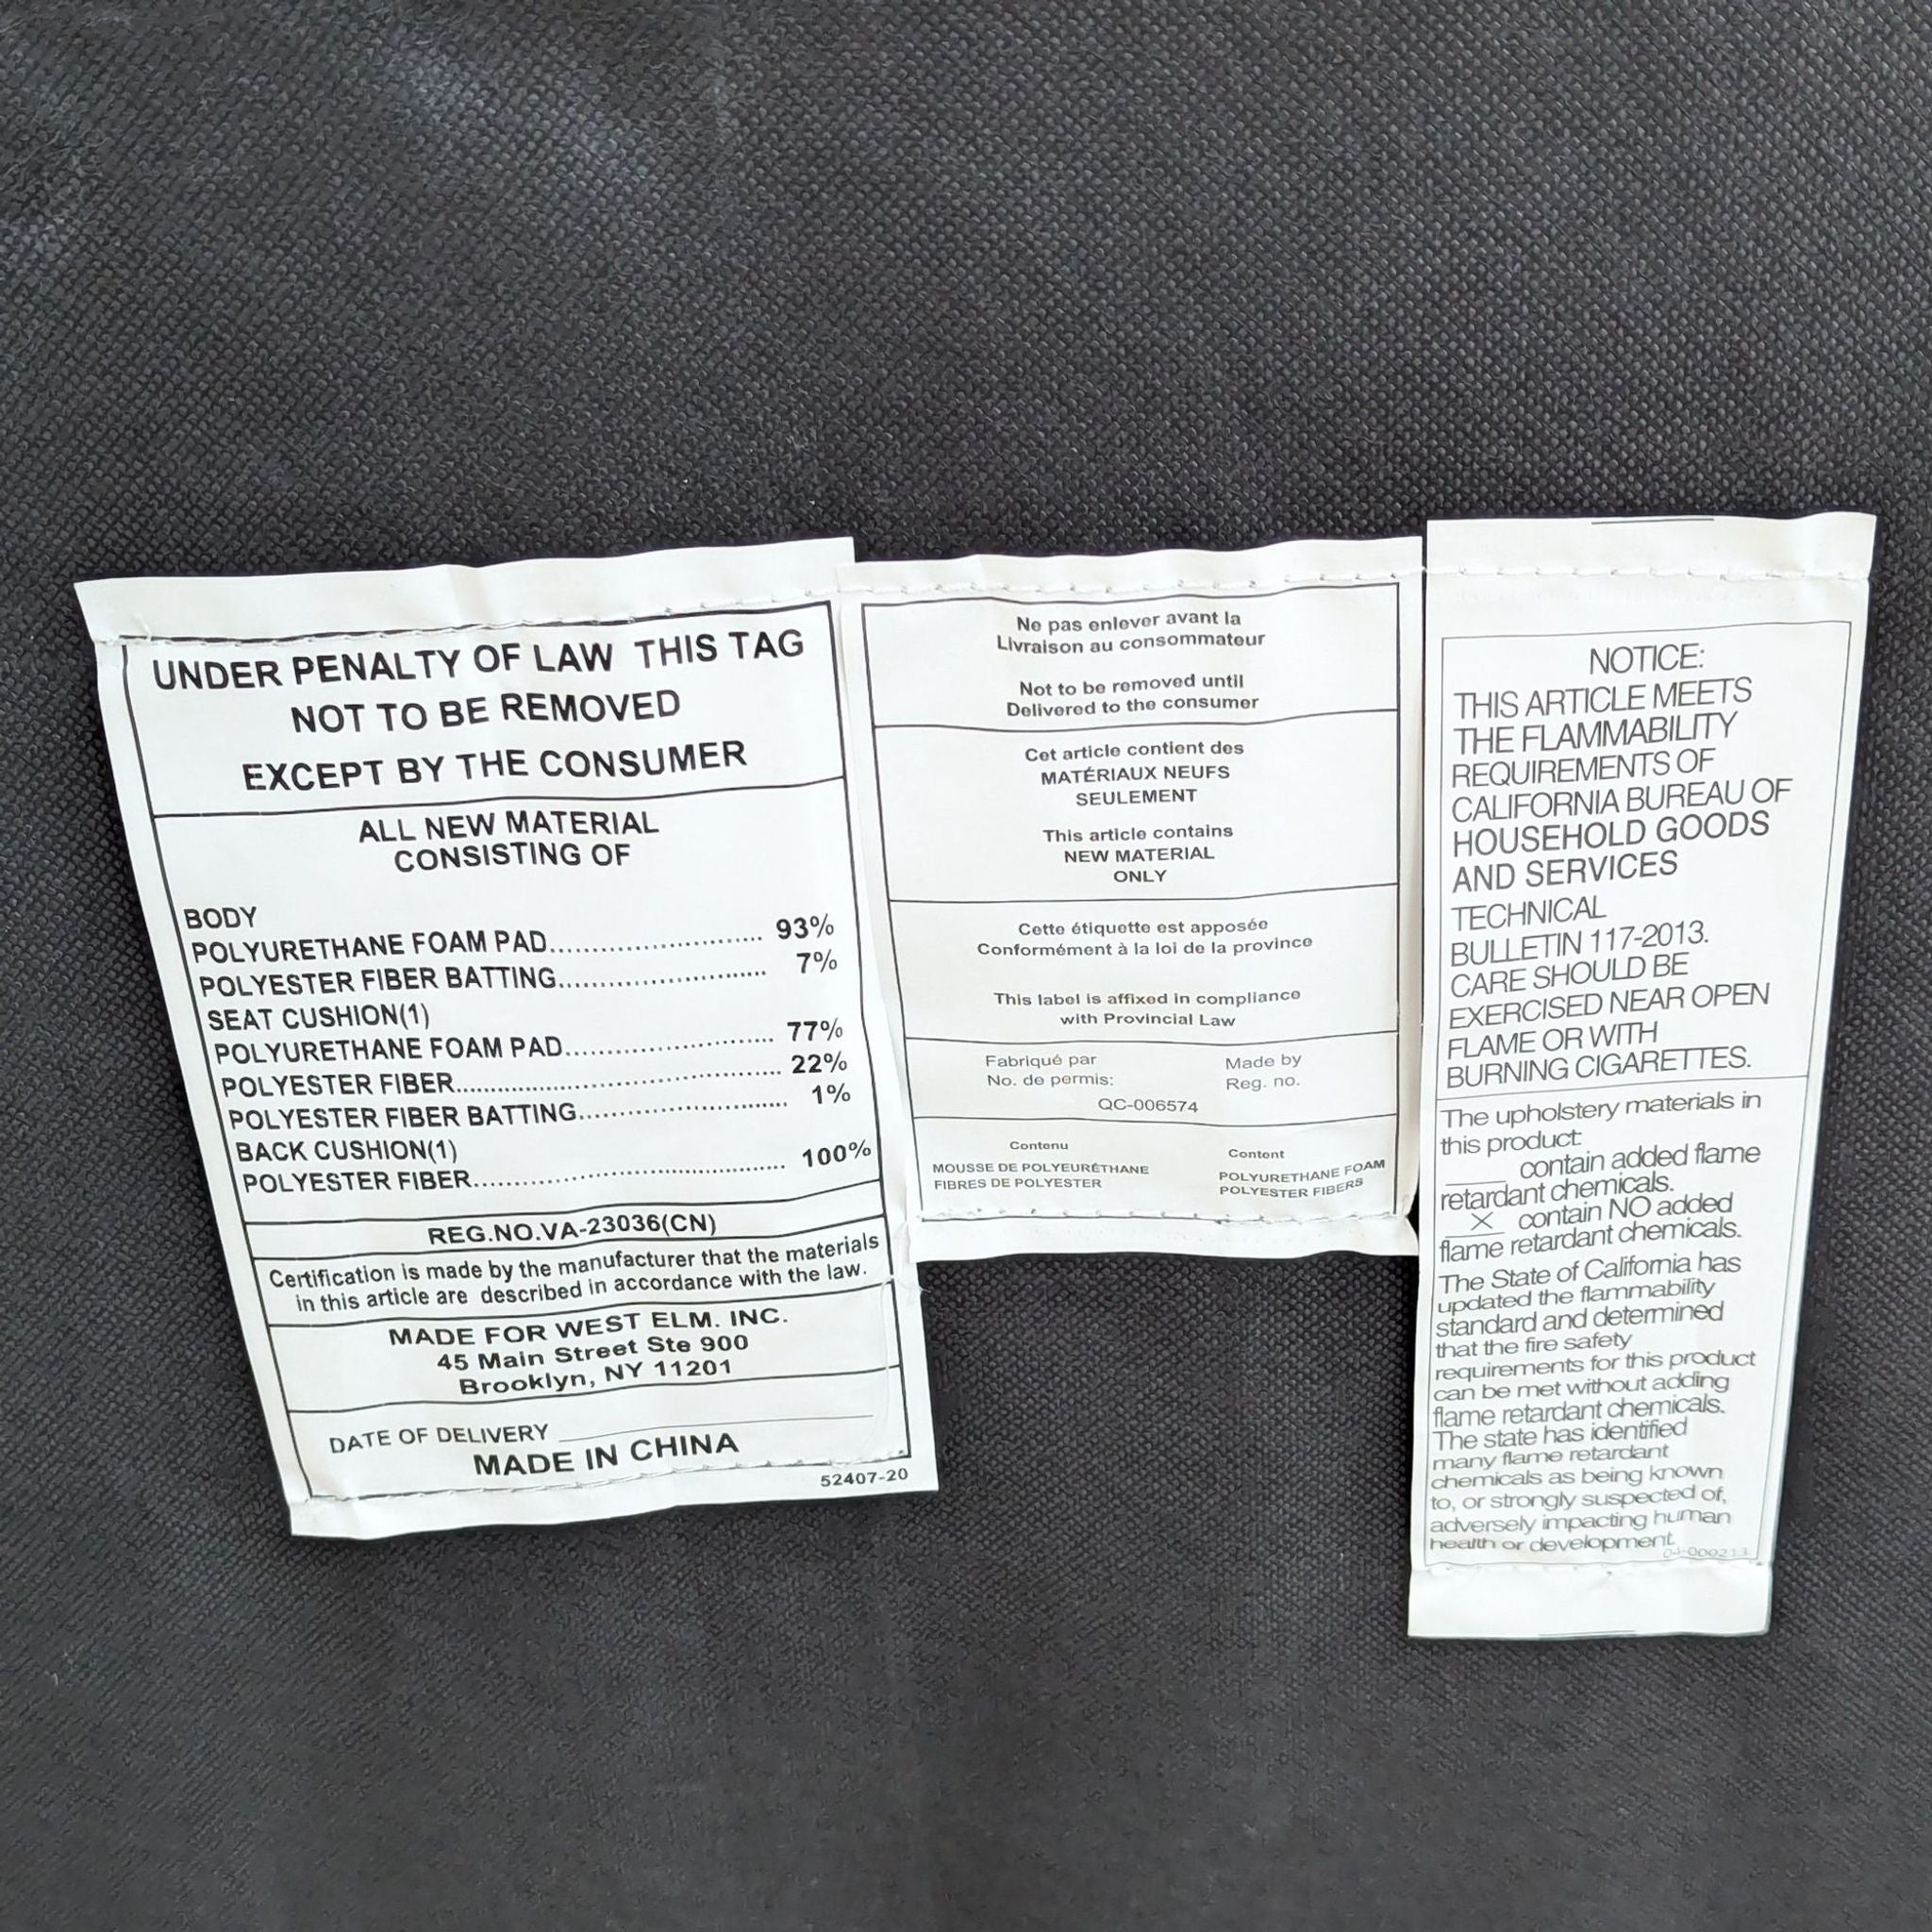 UNDER PENALTY OF LAW THIS TAG
NOT TO BE REMOVED
EXCEPT BY THE CONSUMER
ALL NEW MATERIAL
CONSISTING OF
BODY
POLYURETHANE FOAM PAD............................ 93%
POLYESTER FIBER BATTING............................ 7%
SEAT CUSHION(1)
POLYURETHANE FOAM PAD............................ 77%
POLYESTER FIBER............................................ 22%
POLYESTER FIBER BATTING............................ 1%
BACK CUSHION(1)
POLYESTER FIBER.......................................... 100%
REG.NO.VA-23036(CN)
Certification is made by the manufacturer that the materials
in this article are described in accordance with the law.
MADE FOR WEST ELM. INC.
45 Main Street Ste 900
Brooklyn, NY 11201
DATE OF DELIVERY ____________________
MADE IN CHINA
52407-20
Ne pas enlever avant la
Livraison au consommateur
Not to be removed until
Delivered to the consumer
Cet article contient des
MATÉRIAUX NEUFS
SEULEMENT
This article contains
NEW MATERIAL
ONLY
Cette étiquette est apposée
Conformément à la loi de la province
This label is affixed in compliance
with Provincial Law
Fabriqué par Made by
No. de permis: Reg. no.
QC-006574
Contenu Content
MOUSSE DE POLYEURÉTHANE POLYURETHANE FOAM
FIBRES DE POLYESTER POLYESTER FIBERS
NOTICE:
THIS ARTICLE MEETS
THE FLAMMABILITY
REQUIREMENTS OF
CALIFORNIA BUREAU OF
HOUSEHOLD GOODS
AND SERVICES
TECHNICAL
BULLETIN 117-2013.
CARE SHOULD BE
EXERCISED NEAR OPEN
FLAME OR WITH
BURNING CIGARETTES.
The upholstery materials in
this product:
____ contain added flame
retardant chemicals.
X contain NO added
flame retardant chemicals.
The State of California has
updated the flammability
standard and determined
that the fire safety
requirements for this product
can be met without adding
flame retardant chemicals.
The state has identified
many flame retardant
chemicals as being known
to, or strongly suspected of,
adversely impacting human
health or development.